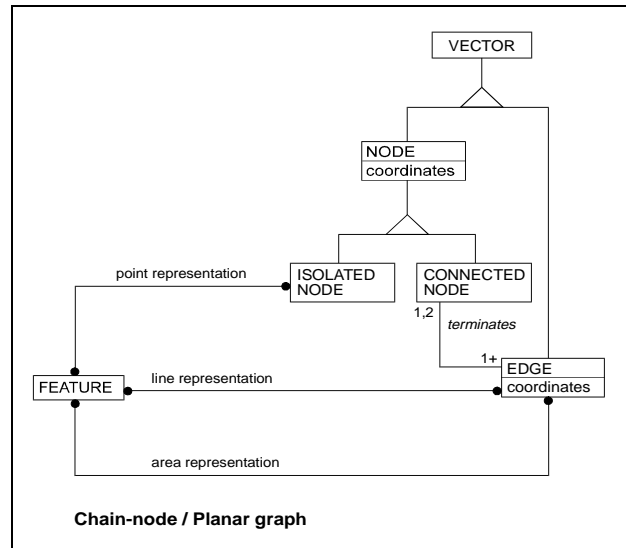 VECTOR
NODE
coordinates
point representation
ISOLATED
NODE
CONNECTED
NODE
1,2
terminates
1+
FEATURE
line representation
EDGE
coordinates
area representation
Chain-node / Planar graph